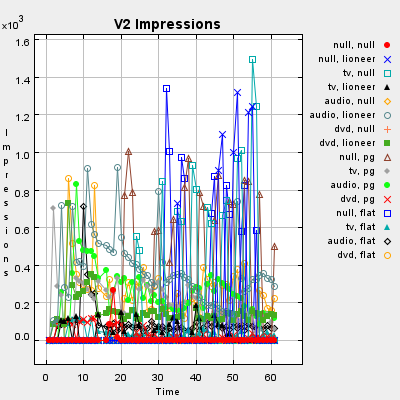 V2 Impressions
×10³
1.6
1.4
1.2
1.0
0.8
0.6
0.4
0.2
0.0
Impressions
0
10
20
30
40
50
60
Time
null, null
null, lioneer
tv, null
tv, lioneer
audio, null
audio, lioneer
dvd, null
dvd, lioneer
null, pg
tv, pg
audio, pg
dvd, pg
null, flat
tv, flat
audio, flat
dvd, flat